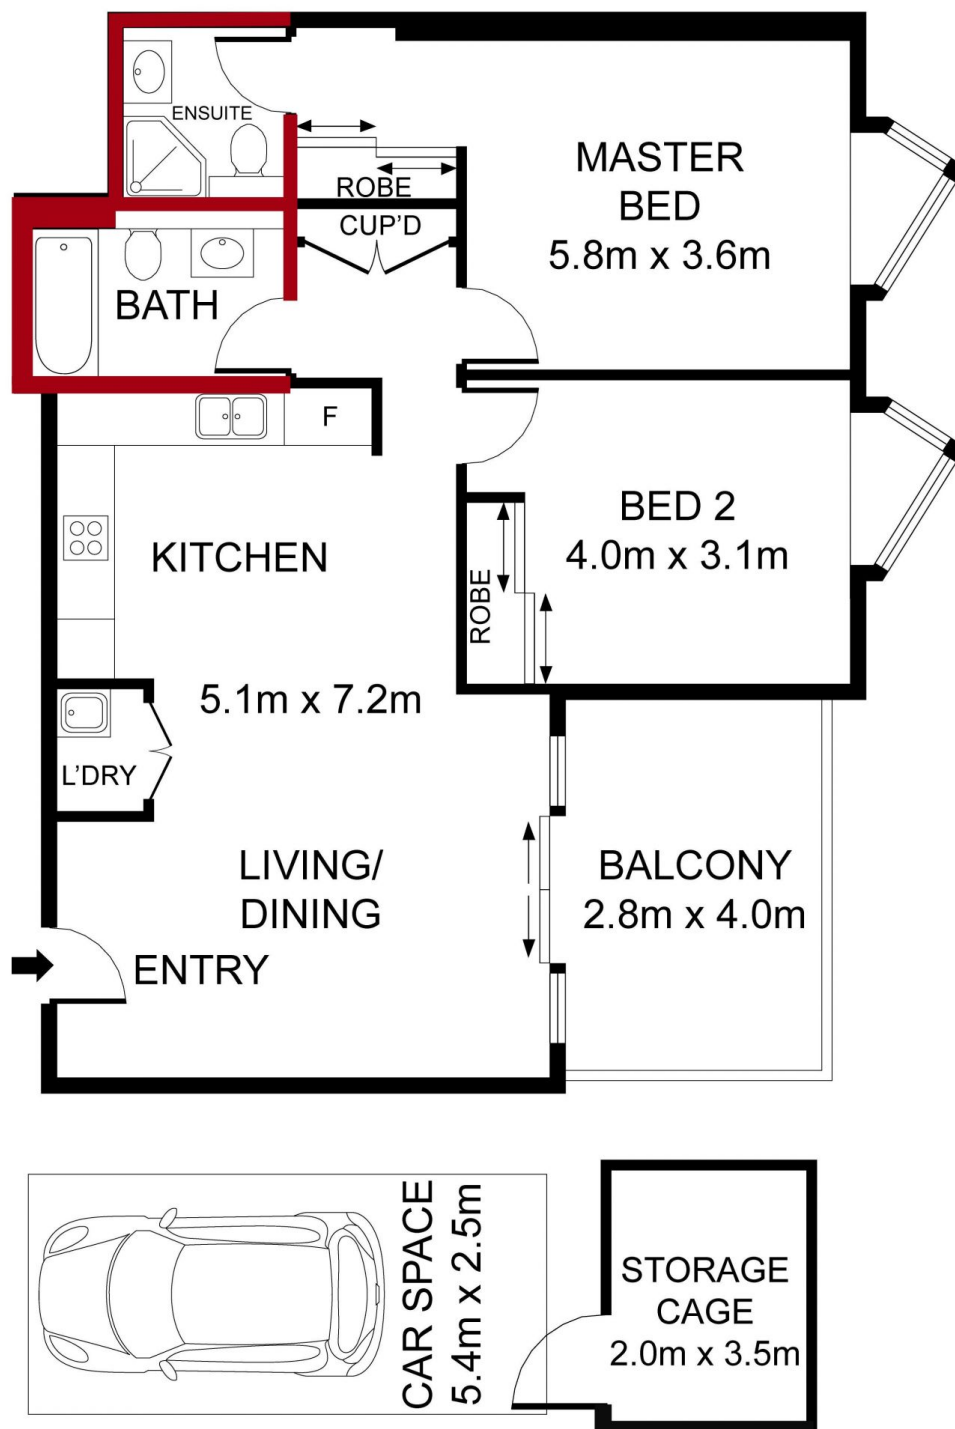 ENSUITE
ROBE
CUP'D
MASTER
BED
5.8m x 3.6m
BATH
F
KITCHEN
BED 2
4.0m x 3.1m
ROBE
5.1m x 7.2m
L'DRY
LIVING/
DINING
BALCONY
2.8m x 4.0m
ENTRY
CAR SPACE
5.4m x 2.5m
STORAGE
CAGE
2.0m x 3.5m